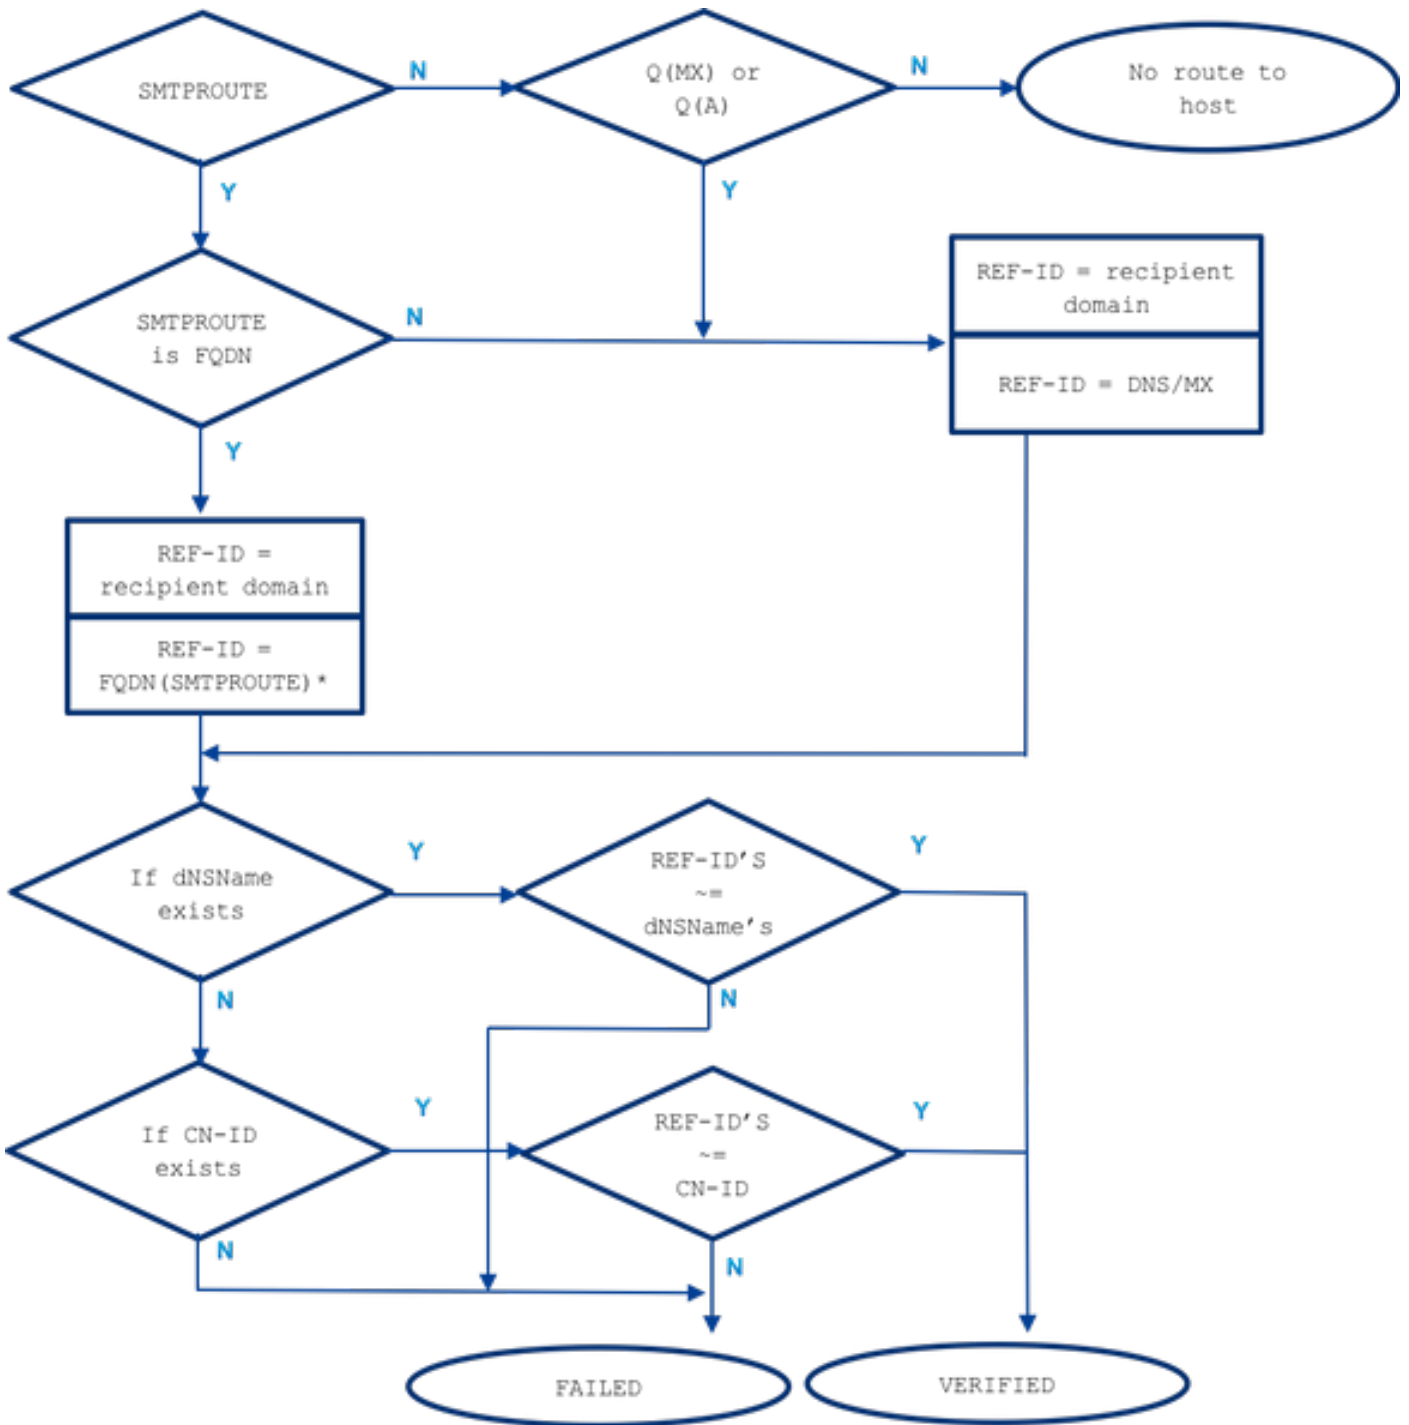 SMTPROUTE
N
Q(MX) or
Q(A)
N
No route to
host
Y
Y
SMTPROUTE
is FQDN
N
REF-ID = recipient
domain
REF-ID = DNS/MX
Y
REF-ID =
recipient domain
REF-ID =
FQDN(SMTPROUTE)*
If dNSName
exists
Y
REF-ID'S
~=
dNSName's
Y
N
N
If CN-ID
exists
Y
REF-ID'S
~=
CN-ID
Y
N
N
FAILED
VERIFIED